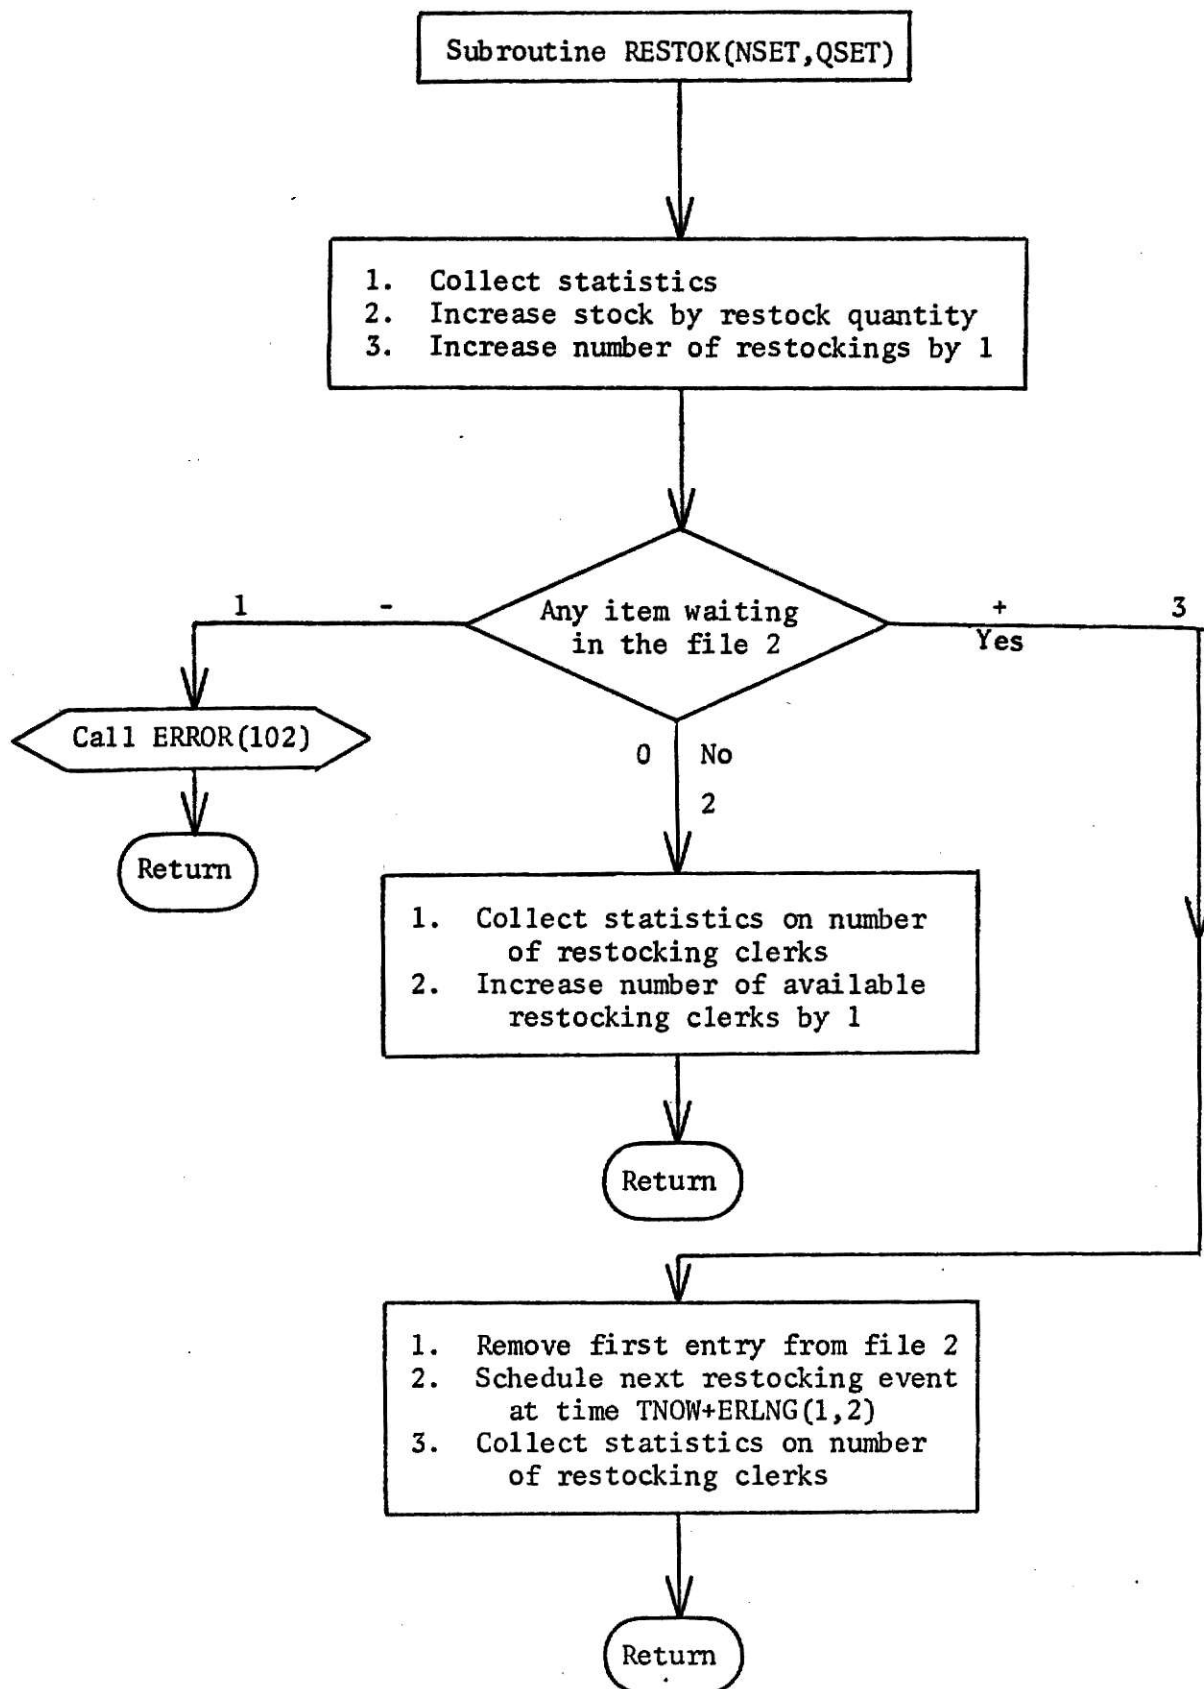 Subroutine RESTOK(NSET,QSET)
1. Collect statistics
2. Increase stock by restock quantity
3. Increase number of restockings by 1
Any item waiting
in the file 2
1 -
+ 3
Yes
Call ERROR(102)
Return
0 No
2
1. Collect statistics on number
of restocking clerks
2. Increase number of available
restocking clerks by 1
Return
1. Remove first entry from file 2
2. Schedule next restocking event
at time TNOW+ERLNG(1,2)
3. Collect statistics on number
of restocking clerks
Return